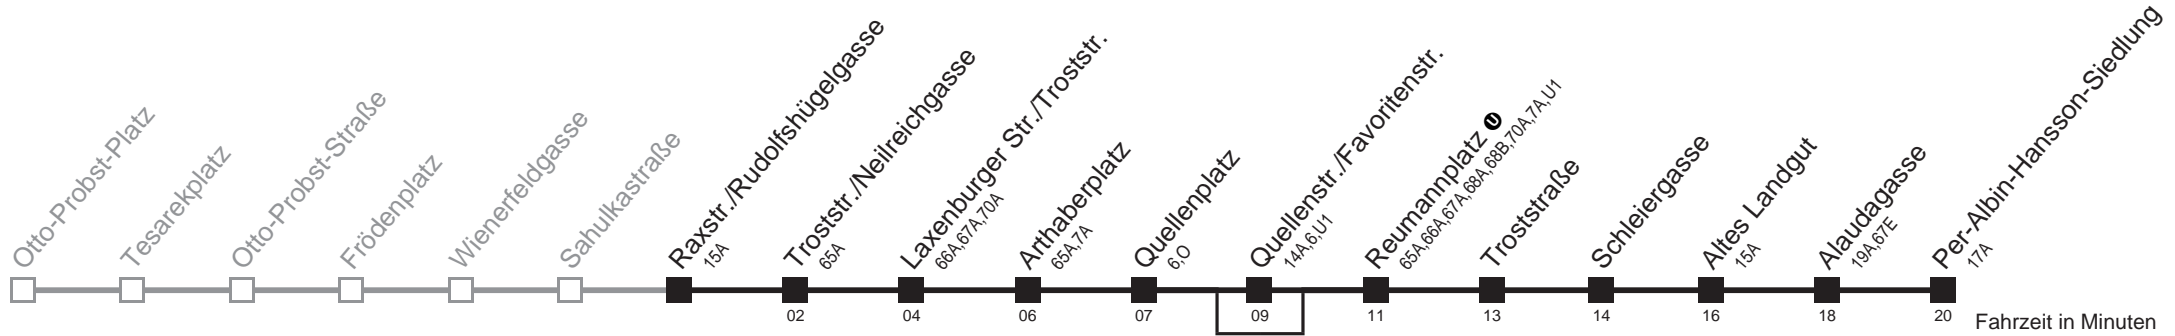 Otto-Probst-Platz
Tesarekplatz
Otto-Probst-Straße
Frödenplatz
Wienerfeldgasse
Sahulkastraße
Raxstr./Rudolfshügelgasse
15A
Troststr./Neilreichgasse
65A
Laxenburger Str./Troststr.
66A,67A,70A
Arthaberplatz
65A,7A
Quellenplatz
6,O
Quellenstr./Favoritenstr.
14A,6,U1
Reumannplatz U
65A,66A,67A,68A,68B,70A,7A,U1
Troststraße
Schleiergasse
Altes Landgut
15A
Alaudagasse
19A,67E
Per-Albin-Hansson-Siedlung
17A
02 04 06 07 09 11 13 14 16 18 20 Fahrzeit in Minuten